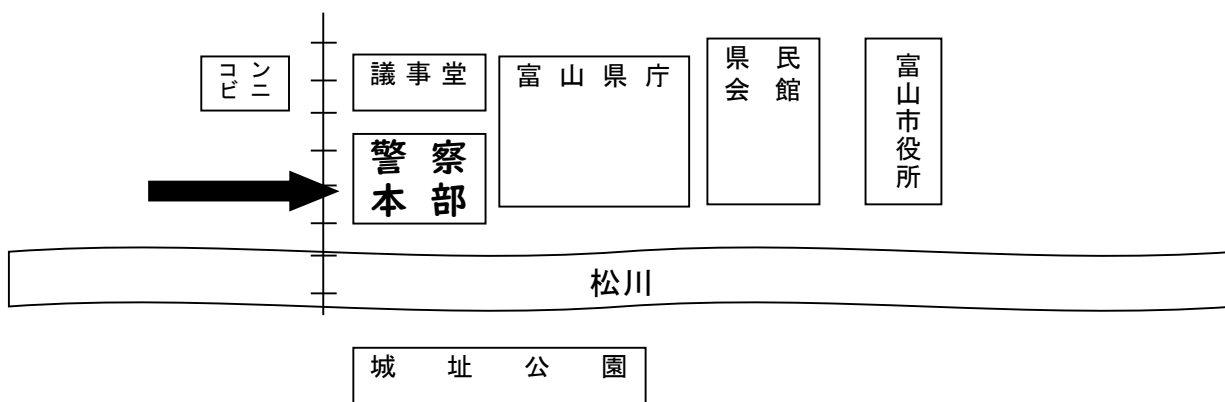 コン
ビニ
議事堂
富山県庁
県民
会館
富山市役所
警察
本部
松川
城址公園